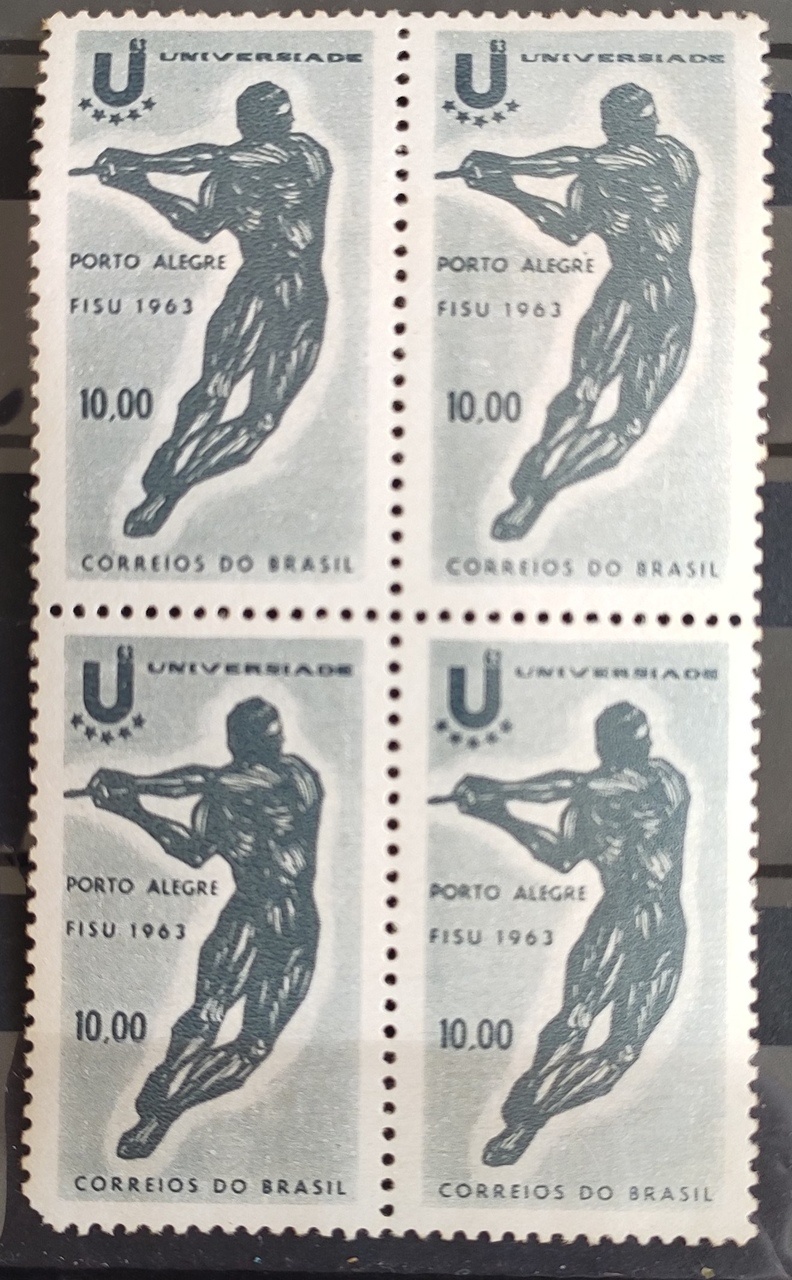 U 63 UNIVERSIADE
PORTO ALEGRE
FISU 1963
10,00
CORREIOS DO BRASIL
U 63 UNIVERSIADE
PORTO ALEGRE
FISU 1963
10,00
CORREIOS DO BRASIL
U 63 UNIVERSIADE
PORTO ALEGRE
FISU 1963
10,00
CORREIOS DO BRASIL
U 63 UNIVERSIADE
PORTO ALEGRE
FISU 1963
10,00
CORREIOS DO BRASIL